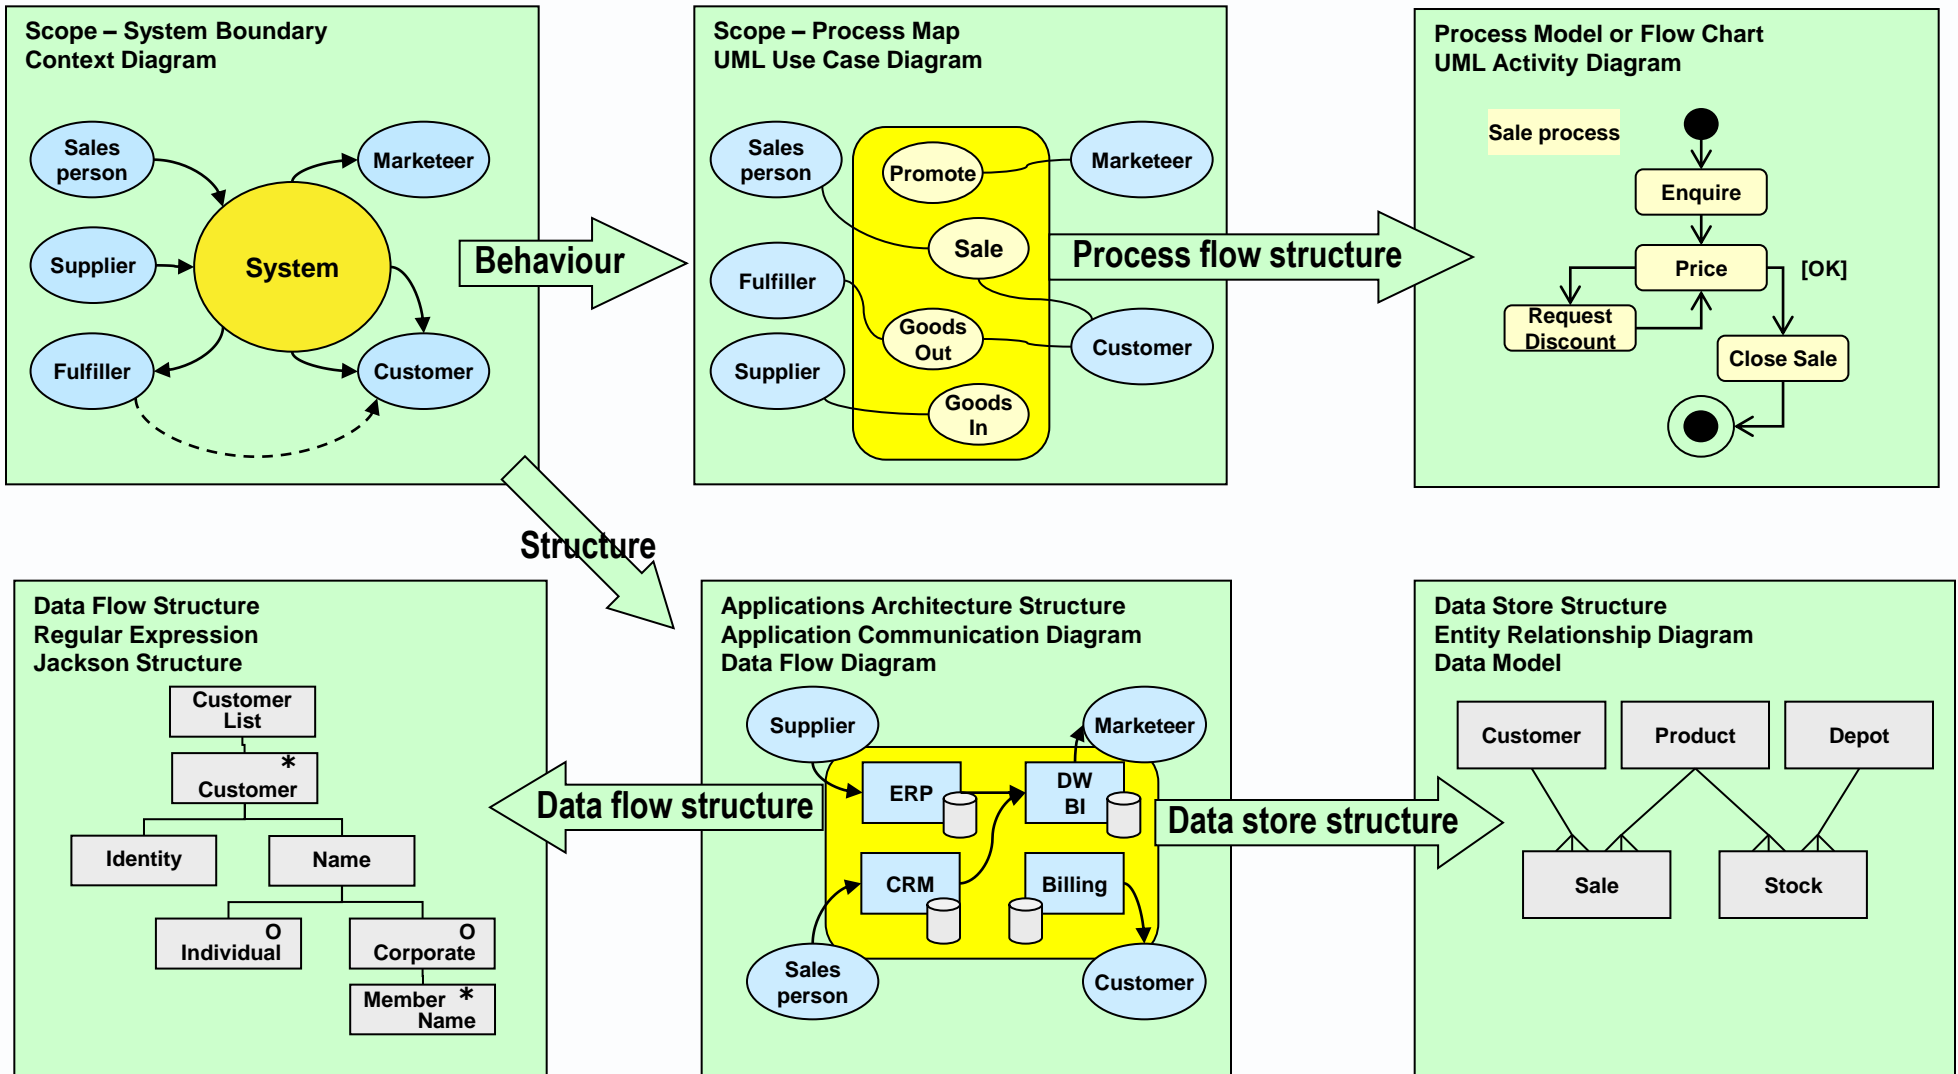 Scope – System Boundary
Context Diagram
Sales
person
Marketeer
Supplier
System
Fulfiller
Customer
Behaviour
Scope – Process Map
UML Use Case Diagram
Sales
person
Promote
Marketeer
Sale
Fulfiller
Goods
Out
Customer
Supplier
Goods
In
Process flow structure
Process Model or Flow Chart
UML Activity Diagram
Sale process
Enquire
Price
[OK]
Request
Discount
Close Sale
Structure
Data Flow Structure
Regular Expression
Jackson Structure
Customer
List
*
Customer
Identity
Name
O
Individual
O
Corporate
Member *
Name
Data flow structure
Applications Architecture Structure
Application Communication Diagram
Data Flow Diagram
Supplier
Marketeer
ERP
DW
BI
CRM
Billing
Sales
person
Customer
Data store structure
Data Store Structure
Entity Relationship Diagram
Data Model
Customer
Product
Depot
Sale
Stock